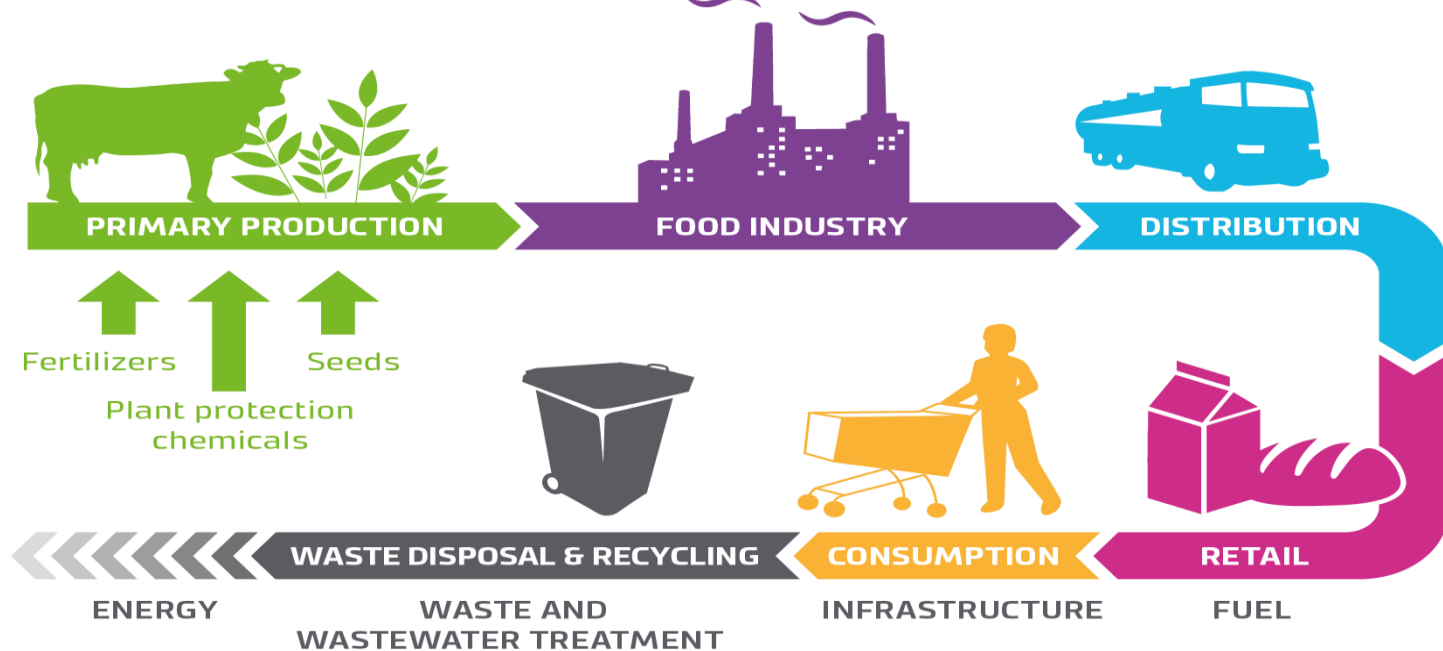 PRIMARY PRODUCTION
FOOD INDUSTRY
DISTRIBUTION
Fertilizers
Seeds
Plant protection
chemicals
RETAIL
CONSUMPTION
WASTE DISPOSAL & RECYCLING
ENERGY
WASTE AND
WASTEWATER TREATMENT
INFRASTRUCTURE
FUEL